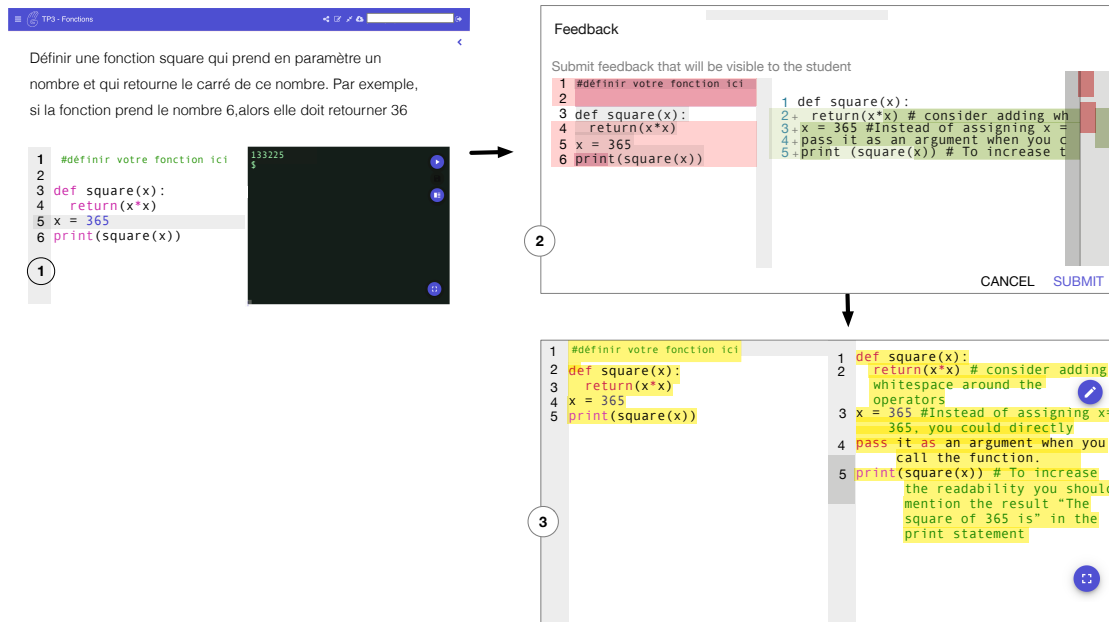 TP3 - Fonctions
Définir une fonction square qui prend en paramètre un
nombre et qui retourne le carré de ce nombre. Par exemple,
si la fonction prend le nombre 6,alors elle doit retourner 36
1 #définir votre fonction ici
2
3 def square(x):
4 return(x*x)
5 x = 365
6 print(square(x))
133225
$
1
Feedback
Submit feedback that will be visible to the student
1 #définir votre fonction ici
2
3 def square(x):
4 return(x*x)
5 x = 365
6 print(square(x))
1 def square(x):
2+ return(x*x) # consider adding wh
3+ x = 365 #Instead of assigning x =
4+ pass it as an argument when you c
5+ print (square(x)) # To increase t
2
CANCEL SUBMIT
1 #définir votre fonction ici
2 def square(x):
3 return(x*x)
4 x = 365
5 print(square(x))
1 def square(x):
2 return(x*x) # consider adding
whitespace around the
operators
3 x = 365 #Instead of assigning x=
365, you could directly
4 pass it as an argument when you
call the function.
5 print(square(x)) # To increase
the readability you should
mention the result “The
square of 365 is” in the
print statement
3